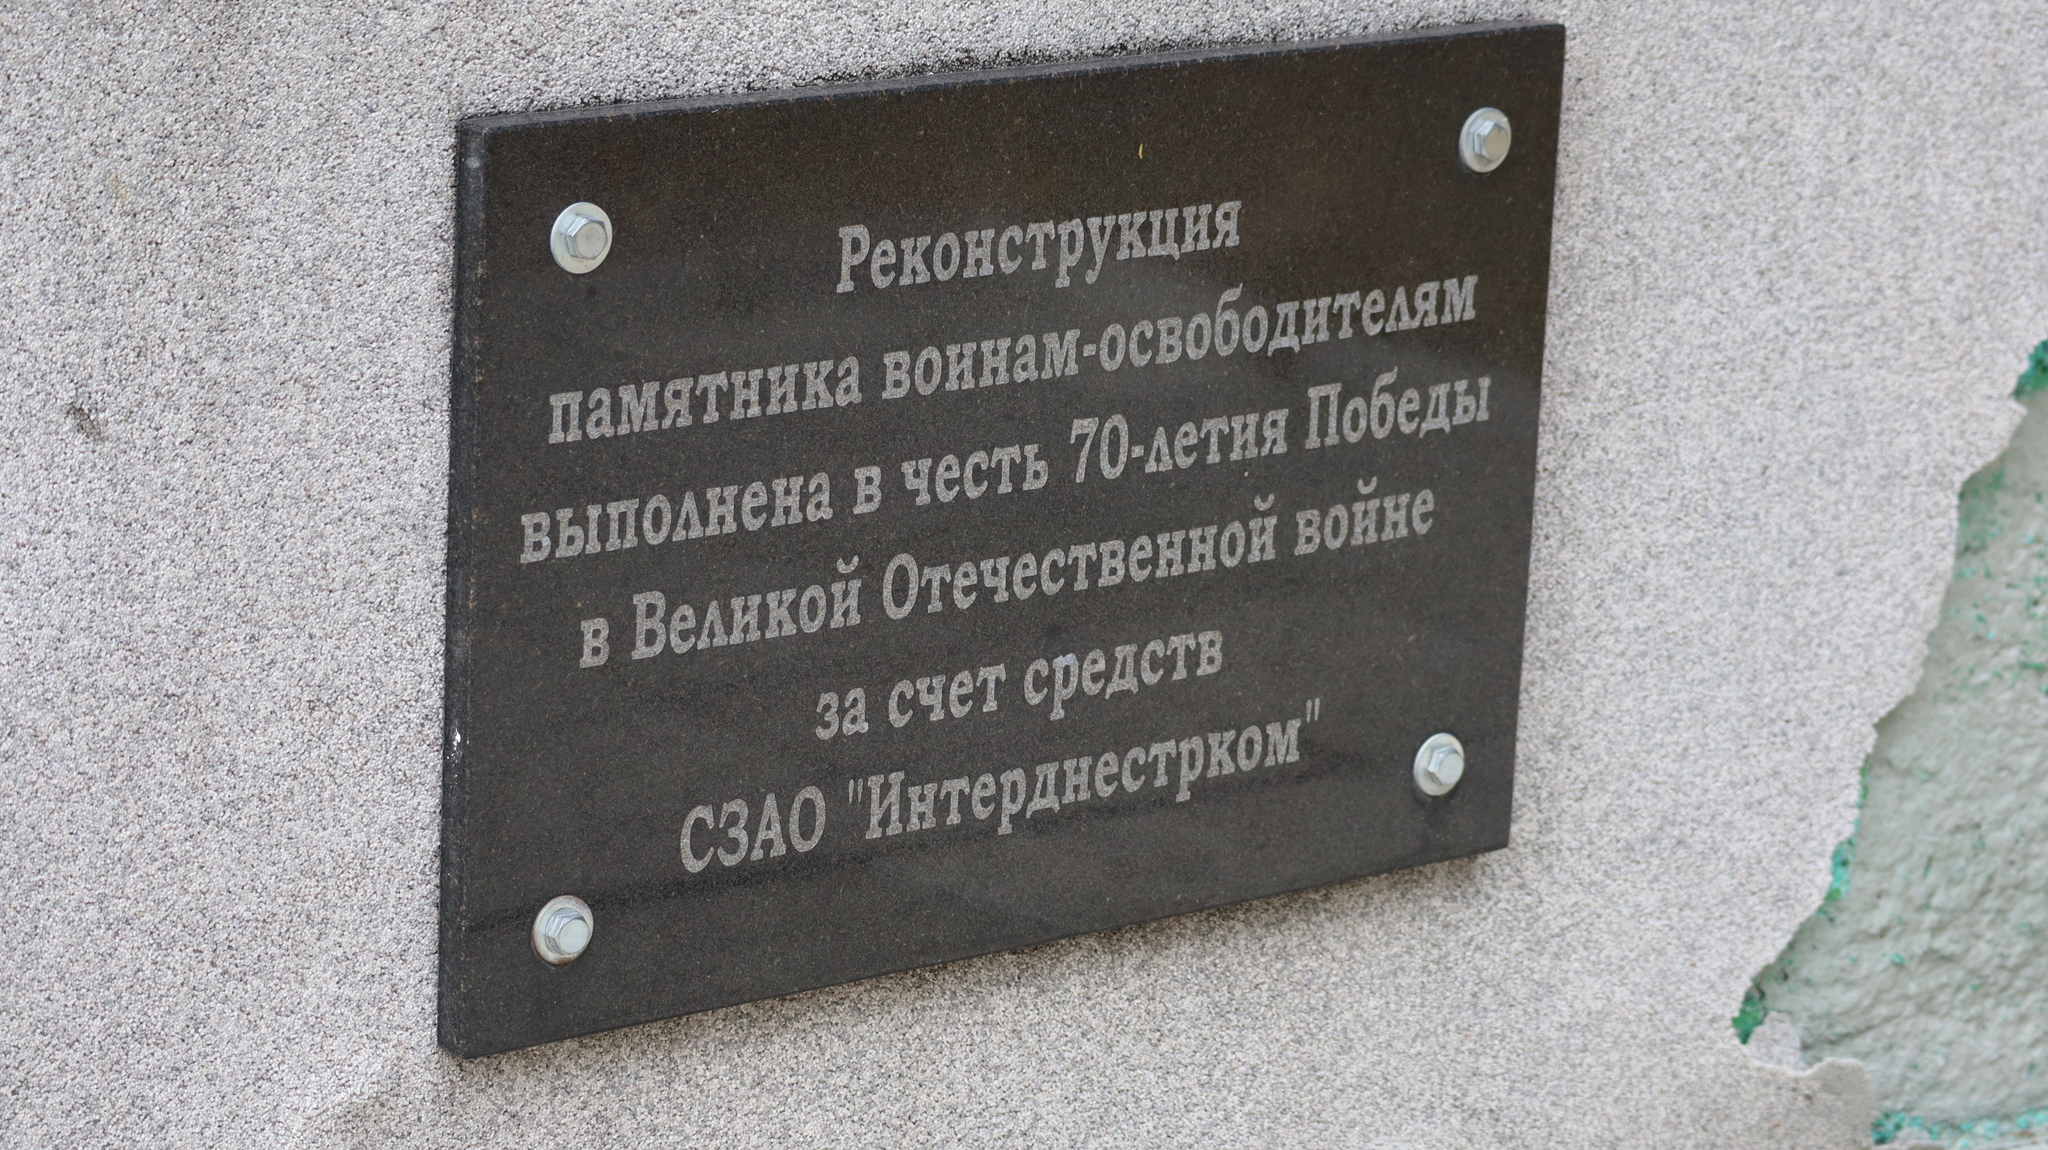 Реконструкция
памятника воинам-освободителям
выполнена в честь 70-летия Победы
в Великой Отечественной войне
за счет средств
СЗАО "Интерднестрком"